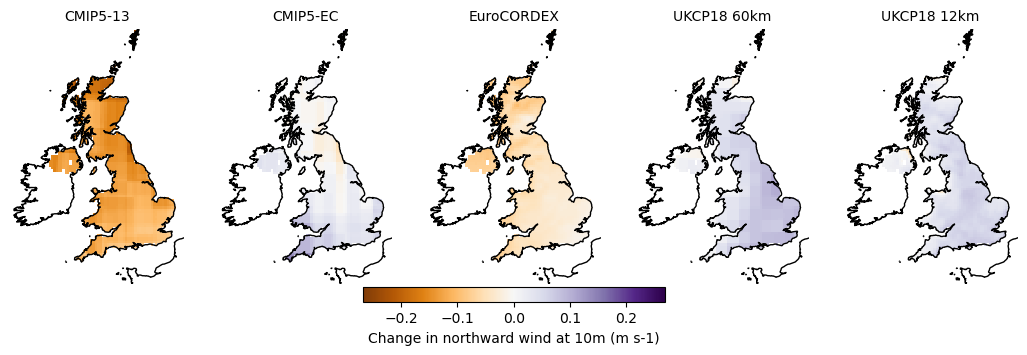 CMIP5-13 CMIP5-EC EuroCORDEX UKCP18 60km UKCP18 12km
−0.2 −0.1 0.0 0.1 0.2
Change in northward wind at 10m (m s-1)